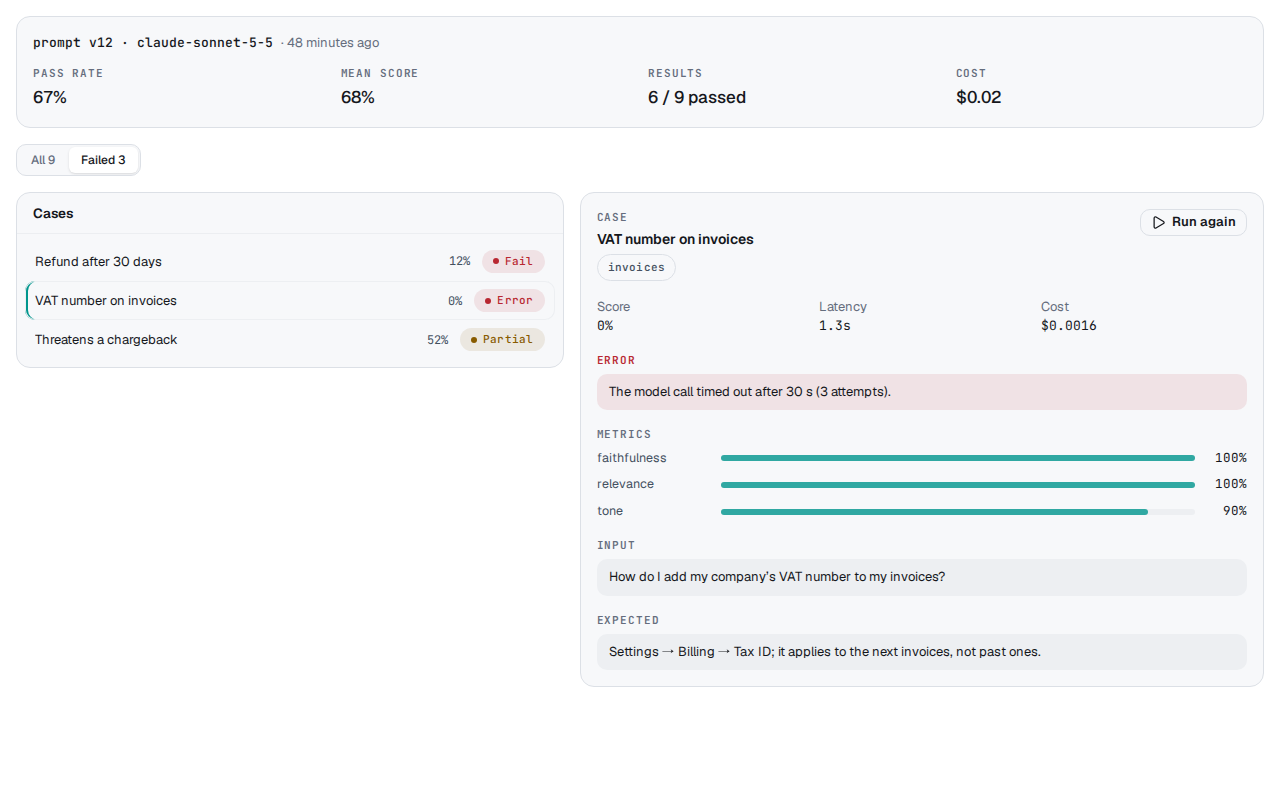 prompt v12 · claude-sonnet-5-5 · 48 minutes ago
PASS RATE MEAN SCORE RESULTS COST
67% 68% 6 / 9 passed $0.02
All 9 Failed 3
Cases
Refund after 30 days 12% Fail
VAT number on invoices 0% Error
Threatens a chargeback 52% Partial
CASE
Run again
VAT number on invoices
invoices
Score Latency Cost
0% 1.3s $0.0016
ERROR
The model call timed out after 30 s (3 attempts).
METRICS
faithfulness 100%
relevance 100%
tone 90%
INPUT
How do I add my company's VAT number to my invoices?
EXPECTED
Settings → Billing → Tax ID; it applies to the next invoices, not past ones.